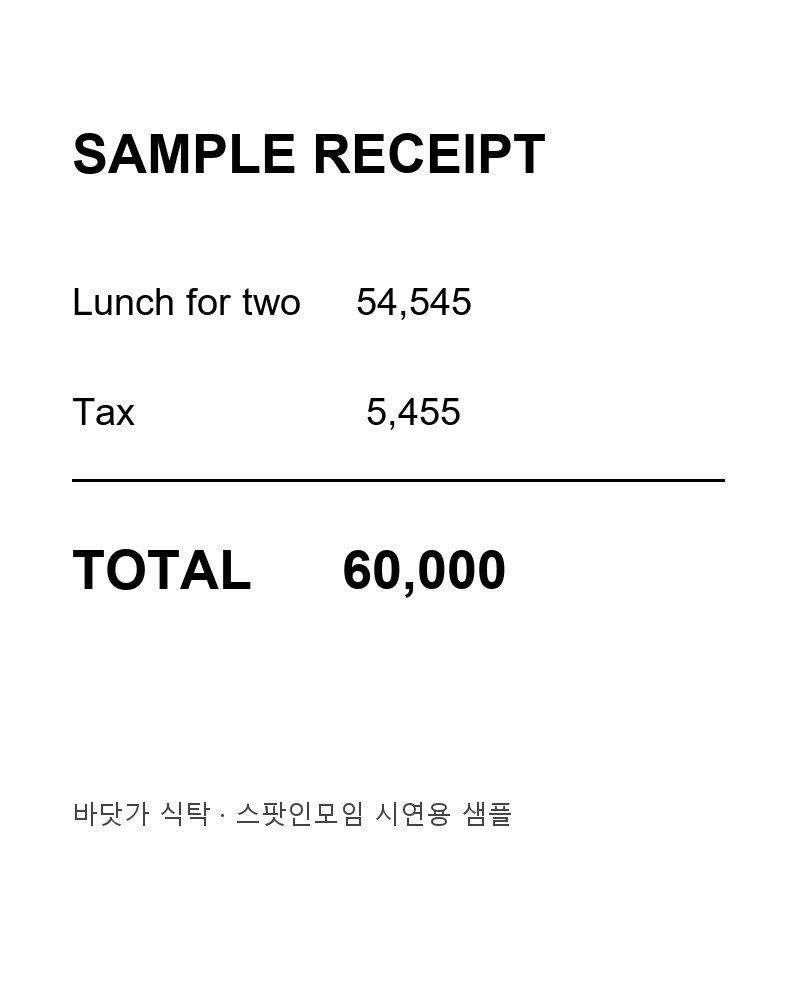 SAMPLE RECEIPT
Lunch for two 54,545
Tax 5,455
TOTAL 60,000
바닷가 식탁 · 스팟인모임 시연용 샘플